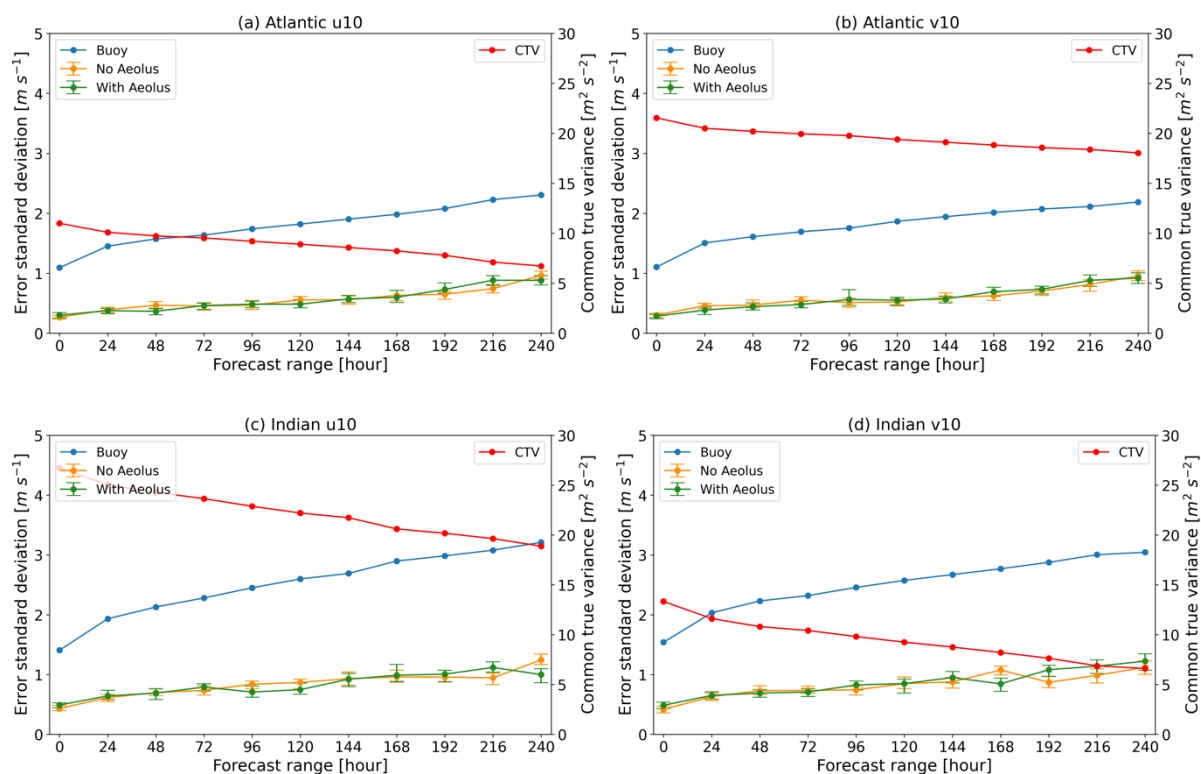 (a) Atlantic u10
Error standard deviation [m s⁻¹]
5
4
3
2
1
0
Buoy
No Aeolus
With Aeolus
CTV
30
25
20
15
10
5
0
Common true variance [m² s⁻²]
0 24 48 72 96 120 144 168 192 216 240
Forecast range [hour]
(b) Atlantic v10
Error standard deviation [m s⁻¹]
5
4
3
2
1
0
Buoy
No Aeolus
With Aeolus
CTV
30
25
20
15
10
5
0
Common true variance [m² s⁻²]
0 24 48 72 96 120 144 168 192 216 240
Forecast range [hour]
(c) Indian u10
Error standard deviation [m s⁻¹]
5
4
3
2
1
0
Buoy
No Aeolus
With Aeolus
CTV
30
25
20
15
10
5
0
Common true variance [m² s⁻²]
0 24 48 72 96 120 144 168 192 216 240
Forecast range [hour]
(d) Indian v10
Error standard deviation [m s⁻¹]
5
4
3
2
1
0
Buoy
No Aeolus
With Aeolus
CTV
30
25
20
15
10
5
0
Common true variance [m² s⁻²]
0 24 48 72 96 120 144 168 192 216 240
Forecast range [hour]